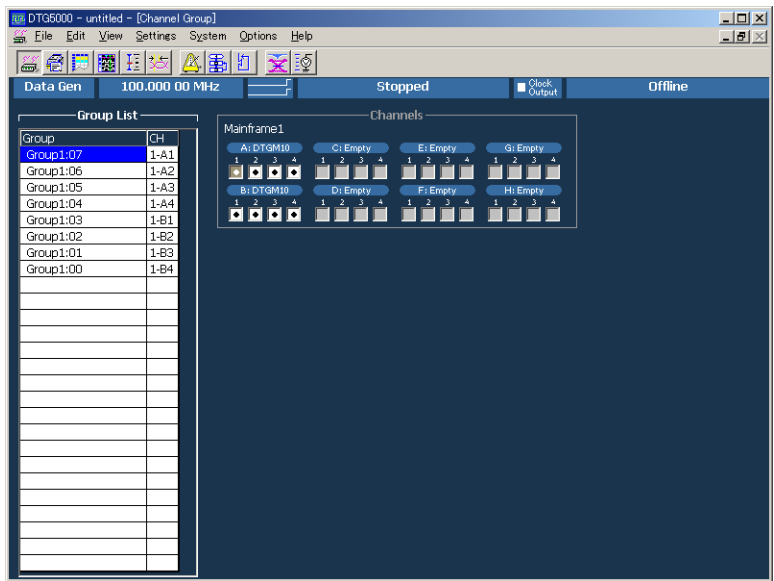 DTG5000 - untitled - [Channel Group]
File Edit View Settings System Options Help
Data Gen 100.000 00 MHz Stopped Clock Output Offline
Group List
Group CH
Group1:07 1-A1
Group1:06 1-A2
Group1:05 1-A3
Group1:04 1-A4
Group1:03 1-B1
Group1:02 1-B2
Group1:01 1-B3
Group1:00 1-B4
Channels
Mainframe1
A: DTGM10 C: Empty E: Empty G: Empty
1 2 3 4 1 2 3 4 1 2 3 4 1 2 3 4
B: DTGM10 D: Empty F: Empty H: Empty
1 2 3 4 1 2 3 4 1 2 3 4 1 2 3 4